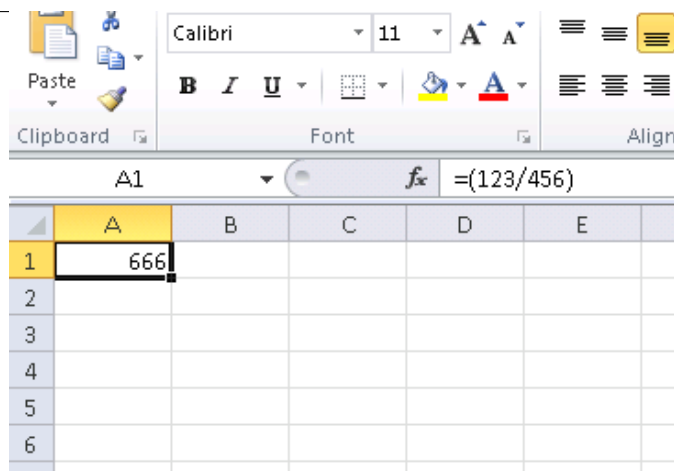 Calibri 11 A A
Paste B I U A
Clipboard Font Align
A1 fx =(123/456)
A B C D E
1 666
2
3
4
5
6